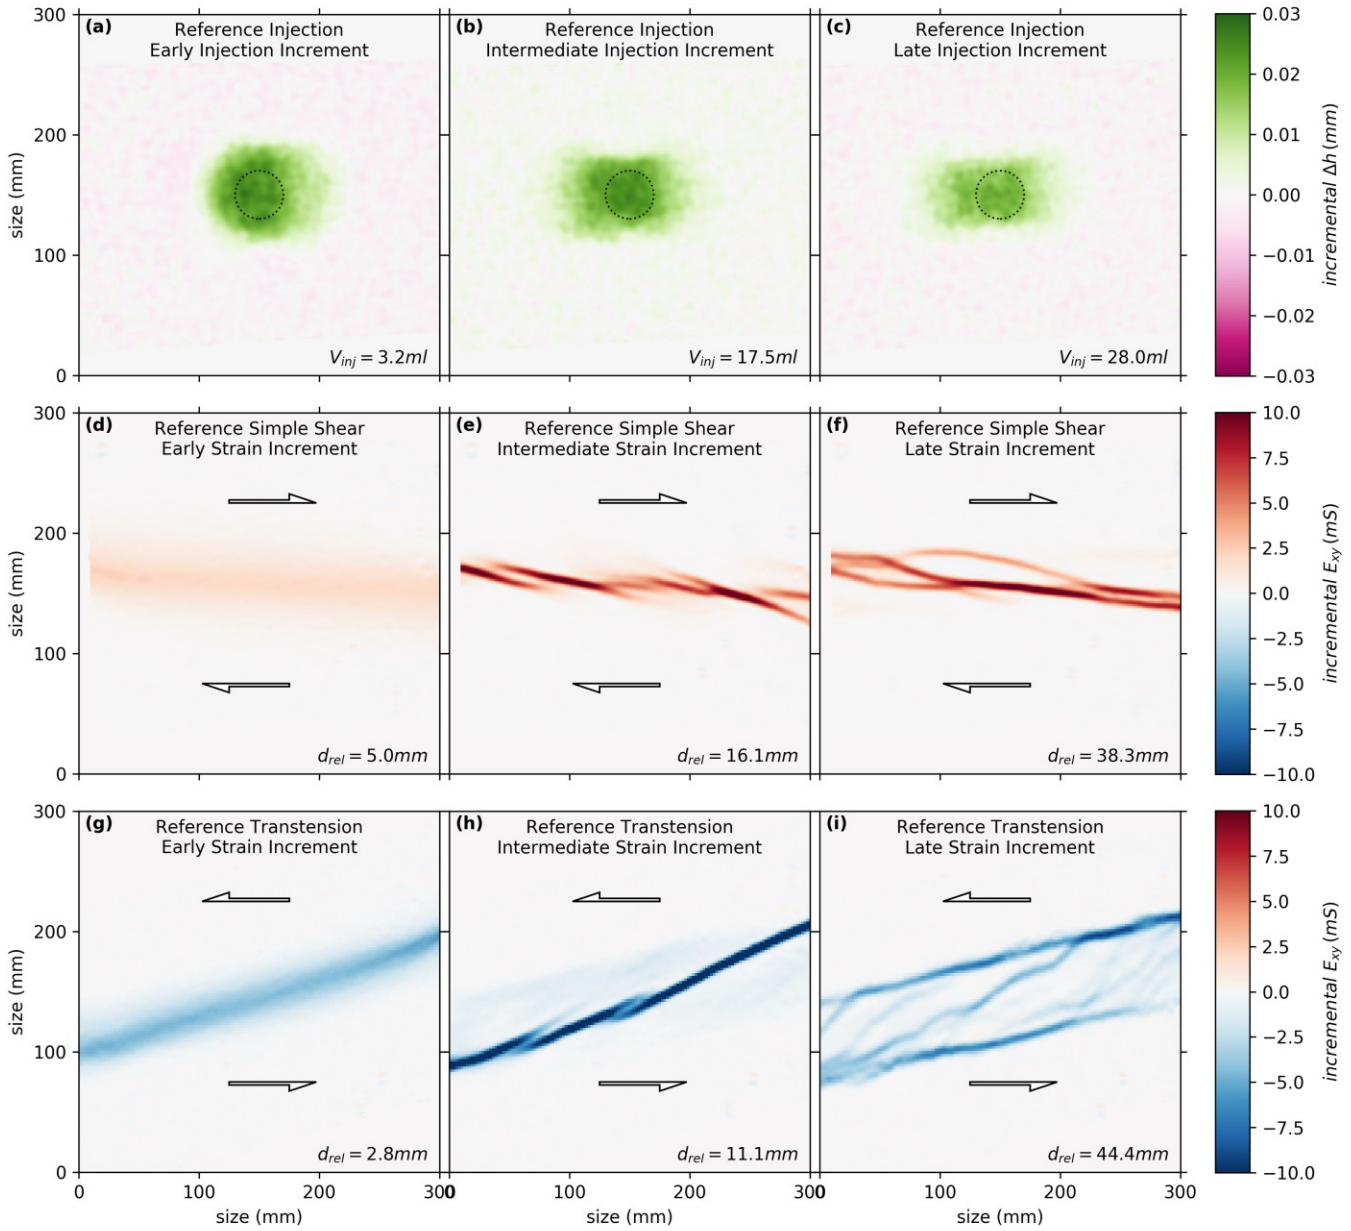 300
(a) Reference Injection
Early Injection Increment
(b) Reference Injection
Intermediate Injection Increment
(c) Reference Injection
Late Injection Increment
200
size (mm)
100
0
V_inj = 3.2ml
V_inj = 17.5ml
V_inj = 28.0ml
0.03
0.02
0.01
0.00
−0.01
−0.02
−0.03
incremental Δh (mm)
300
(d) Reference Simple Shear
Early Strain Increment
(e) Reference Simple Shear
Intermediate Strain Increment
(f) Reference Simple Shear
Late Strain Increment
200
size (mm)
100
0
d_rel = 5.0mm
d_rel = 16.1mm
d_rel = 38.3mm
10.0
7.5
5.0
2.5
0.0
−2.5
−5.0
−7.5
−10.0
incremental E_xy (mS)
300
(g) Reference Transtension
Early Strain Increment
(h) Reference Transtension
Intermediate Strain Increment
(i) Reference Transtension
Late Strain Increment
200
size (mm)
100
0
d_rel = 2.8mm
d_rel = 11.1mm
d_rel = 44.4mm
10.0
7.5
5.0
2.5
0.0
−2.5
−5.0
−7.5
−10.0
incremental E_xy (mS)
0 100 200 300 0 100 200 300 0 100 200 300
size (mm) size (mm) size (mm)